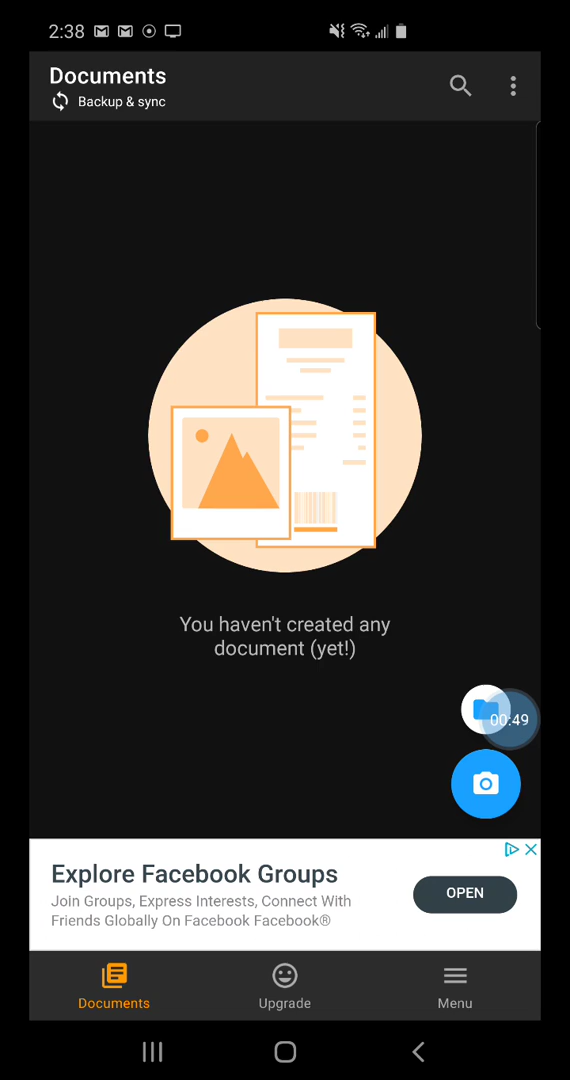 2:38
Documents
Backup & sync
You haven't created any
document (yet!)
00:49
Explore Facebook Groups
Join Groups, Express Interests, Connect With
Friends Globally On Facebook Facebook®
OPEN
Documents
Upgrade
Menu